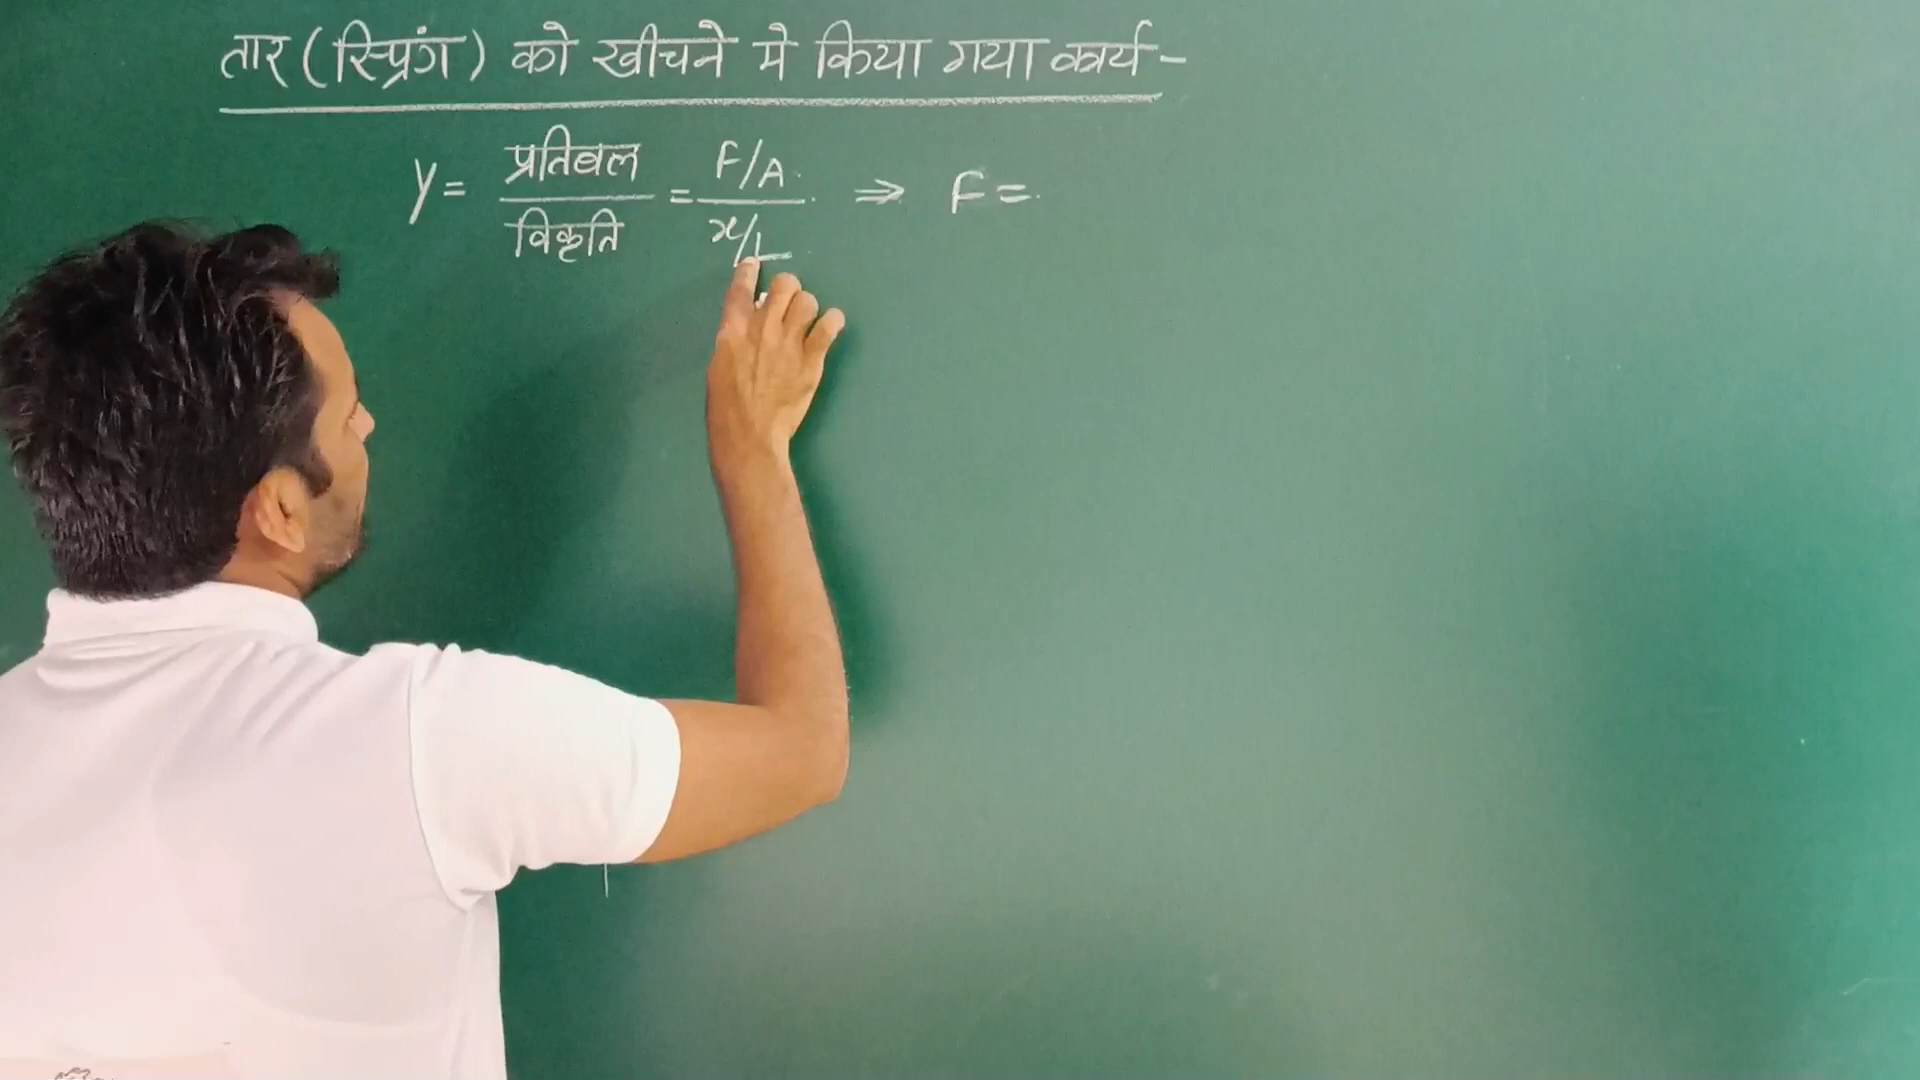 तार (स्प्रिंग) को खीचने मे किया गया कार्य -
Y = प्रतिबल / विकृति = F/A / x/L ⇒ F =